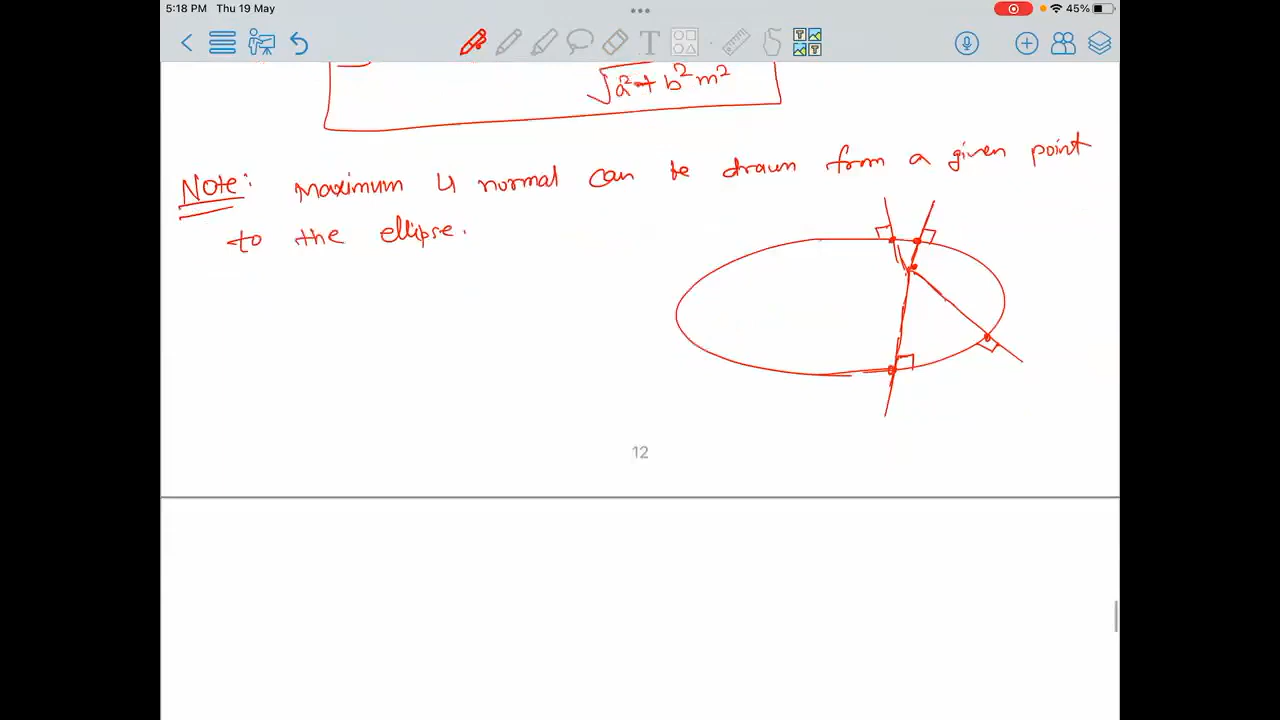 5:18 PM Thu 19 May
45%
T
√a²+b²m²
Note: Maximum 4 normal can be drawn from a given point
to the ellipse.
12